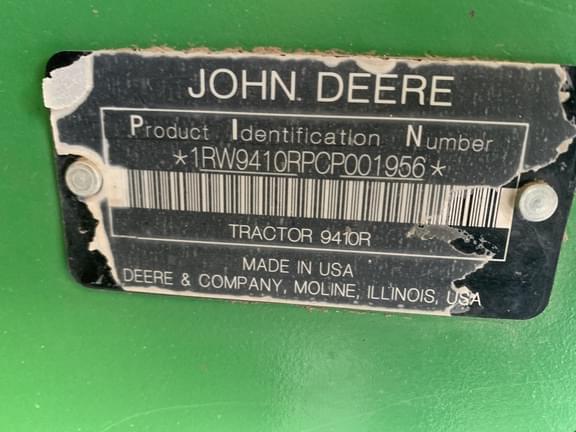 JOHN DEERE
Product Identification Number
*1RW9410RPCP001956*
TRACTOR 9410R
MADE IN USA
DEERE & COMPANY, MOLINE, ILLINOIS, USA